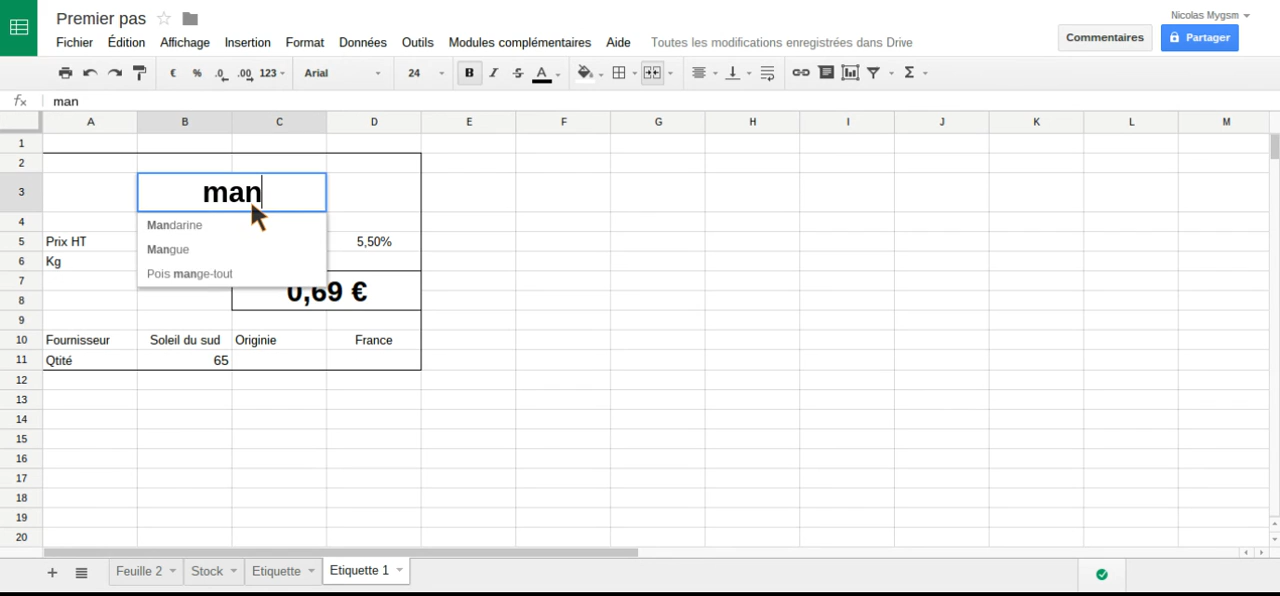 Premier pas
Nicolas Mygsm
Fichier Édition Affichage Insertion Format Données Outils Modules complémentaires Aide Toutes les modifications enregistrées dans Drive
Commentaires Partager
€ % .0 .00 123 Arial 24 B I S A Σ
fx man
A B C D E F G H I J K L M
1
2
3 man
Mandarine
4
5 Prix HT 5,50%
Mangue
6 Kg
Pois mange-tout
7
0,69 €
8
9
10 Fournisseur Soleil du sud Originie France
11 Qtité 65
12
13
14
15
16
17
18
19
20
+ Feuille 2 Stock Etiquette Etiquette 1